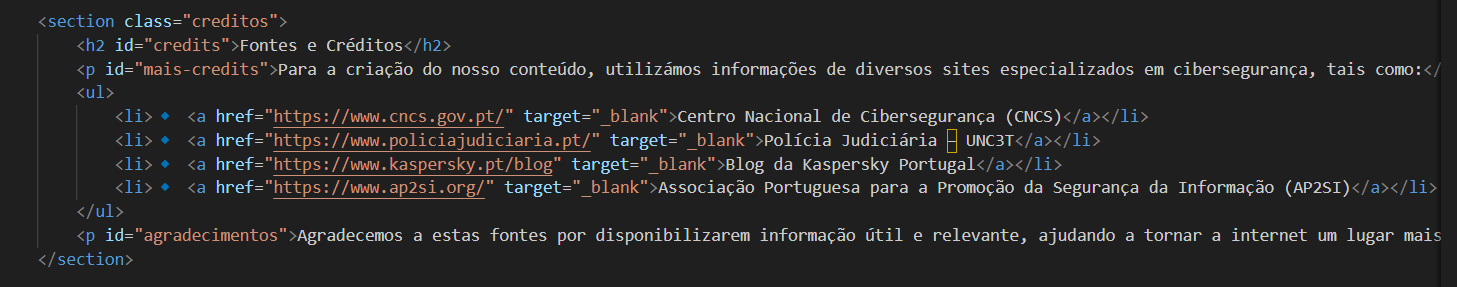 <section class="creditos">
<h2 id="credits">Fontes e Créditos</h2>
<p id="mais-credits">Para a criação do nosso conteúdo, utilizámos informações de diversos sites especializados em cibersegurança, tais como:</
<ul>
<li>🔹 <a href="https://www.cncs.gov.pt/" target="_blank">Centro Nacional de Cibersegurança (CNCS)</a></li>
<li>🔹 <a href="https://www.policiajudiciaria.pt/" target="_blank">Polícia Judiciária – UNC3T</a></li>
<li>🔹 <a href="https://www.kaspersky.pt/blog" target="_blank">Blog da Kaspersky Portugal</a></li>
<li>🔹 <a href="https://www.ap2si.org/" target="_blank">Associação Portuguesa para a Promoção da Segurança da Informação (AP2SI)</a></li>
</ul>
<p id="agradecimentos">Agradecemos a estas fontes por disponibilizarem informação útil e relevante, ajudando a tornar a internet um lugar mais
</section>